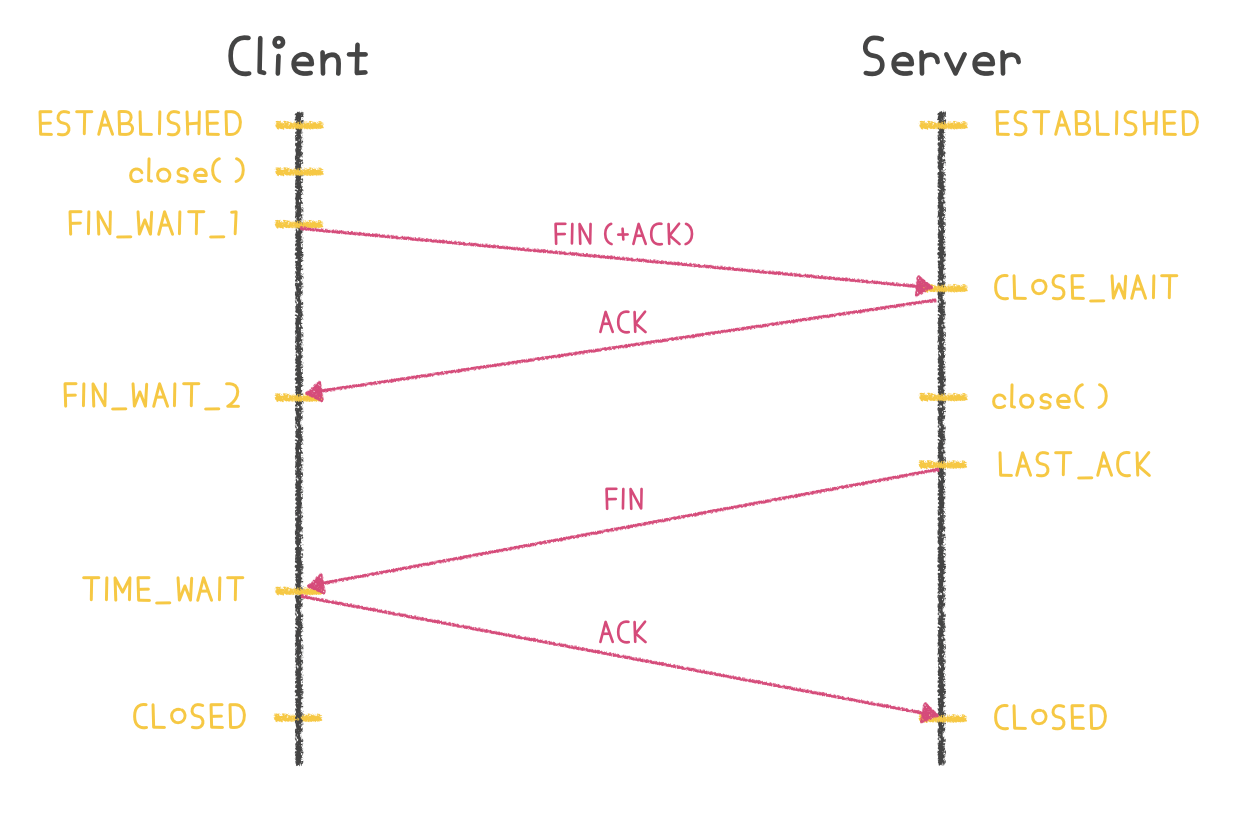 Client
Server
ESTABLISHED
ESTABLISHED
close()
FIN_WAIT_1
FIN (+ACK)
CLOSE_WAIT
ACK
FIN_WAIT_2
close()
LAST_ACK
FIN
TIME_WAIT
ACK
CLOSED
CLOSED